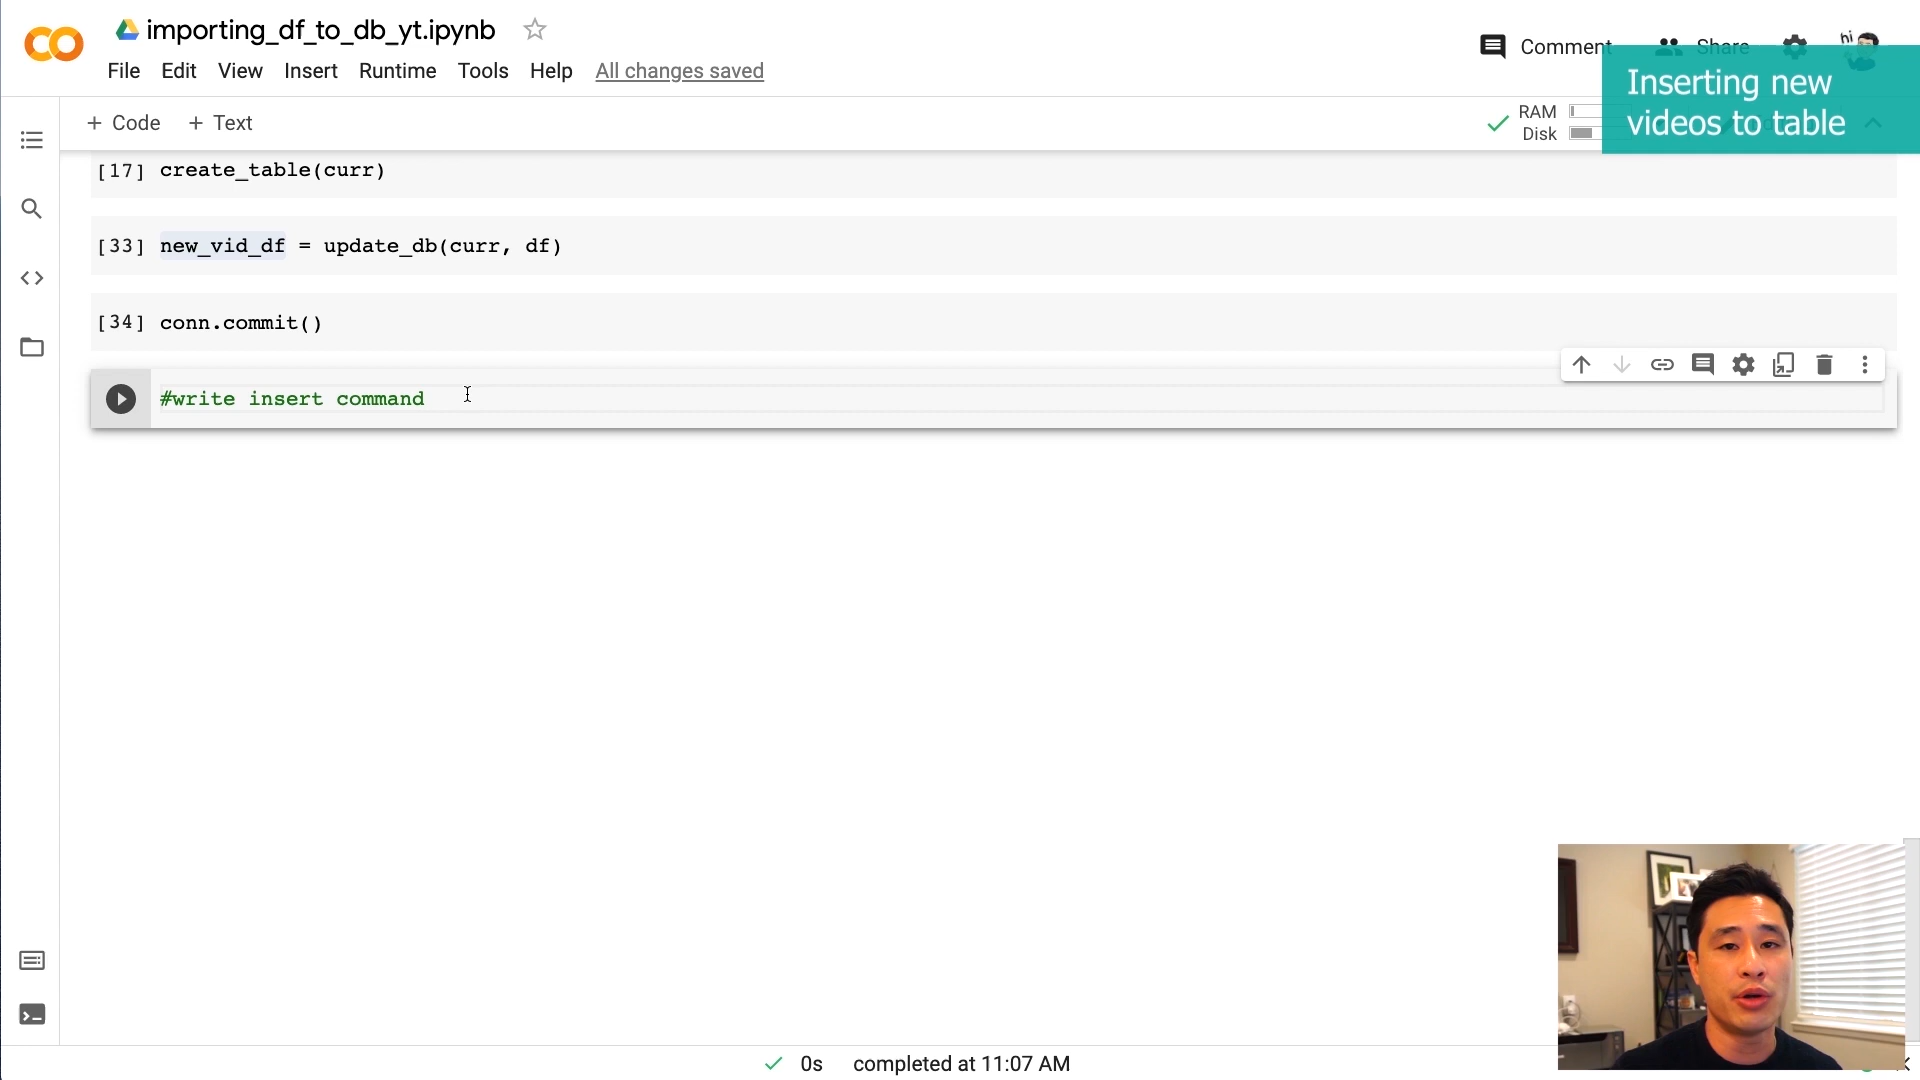 importing_df_to_db_yt.ipynb
File Edit View Insert Runtime Tools Help All changes saved
Comment Share hi
Inserting new
videos to table
+ Code + Text
RAM
Disk
[17] create_table(curr)
[33] new_vid_df = update_db(curr, df)
[34] conn.commit()
#write insert command
0s completed at 11:07 AM